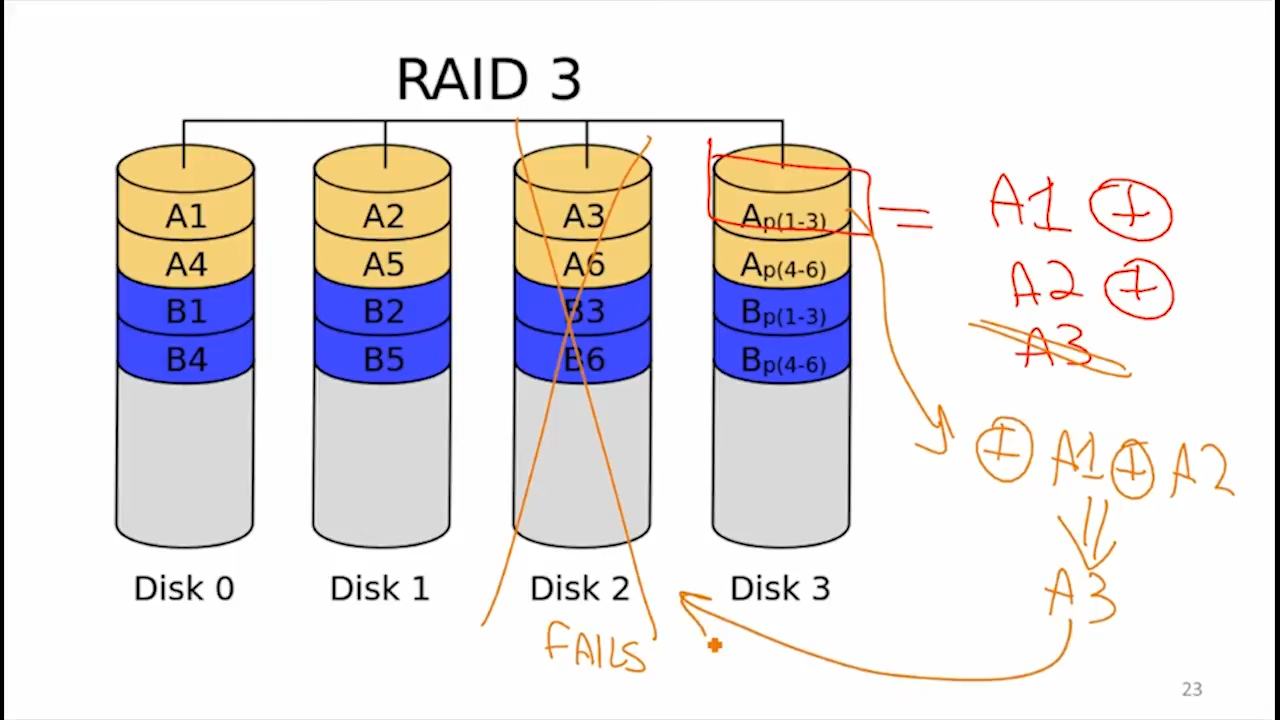 RAID 3
A1 A2 A3 Ap(1-3) = A1 ⊕
A4 A5 A6 Ap(4-6) A2 ⊕
B1 B2 B3 Bp(1-3) A3
B4 B5 B6 Bp(4-6)
⊕ A1 ⊕ A2
⇓
A3
Disk 0 Disk 1 Disk 2 Disk 3
FAILS
23